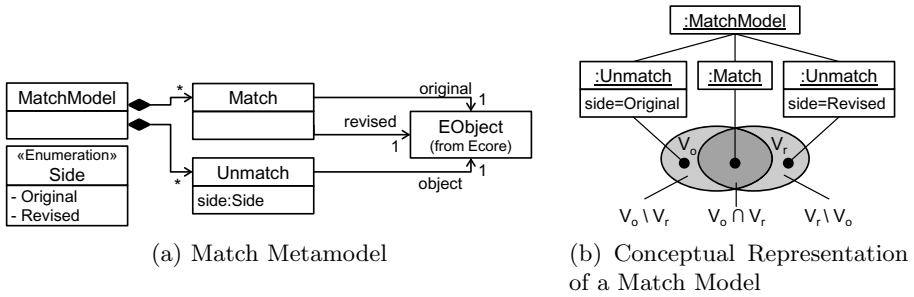 MatchModel
«Enumeration»
Side
- Original
- Revised
*
*
Match
Unmatch
side:Side
original
1
revised
1
EObject
(from Ecore)
1
object
(a) Match Metamodel
:MatchModel
:Unmatch
side=Original
:Match
:Unmatch
side=Revised
Vo
Vr
Vo \ Vr
Vo ∩ Vr
Vr \ Vo
(b) Conceptual Representation
of a Match Model